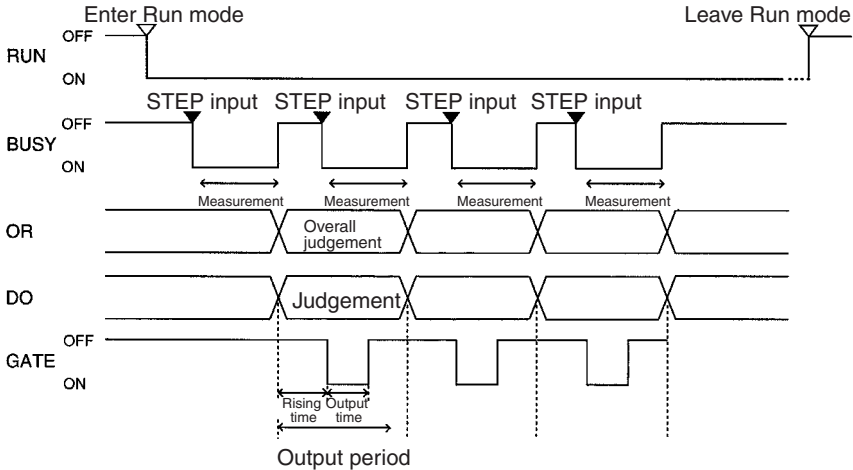 Enter Run mode
Leave Run mode
OFF
RUN
ON
STEP input STEP input STEP input STEP input
OFF
BUSY
ON
Measurement Measurement Measurement Measurement
OR
Overall
judgement
DO
Judgement
OFF
GATE
ON
Rising
time
Output
time
Output period